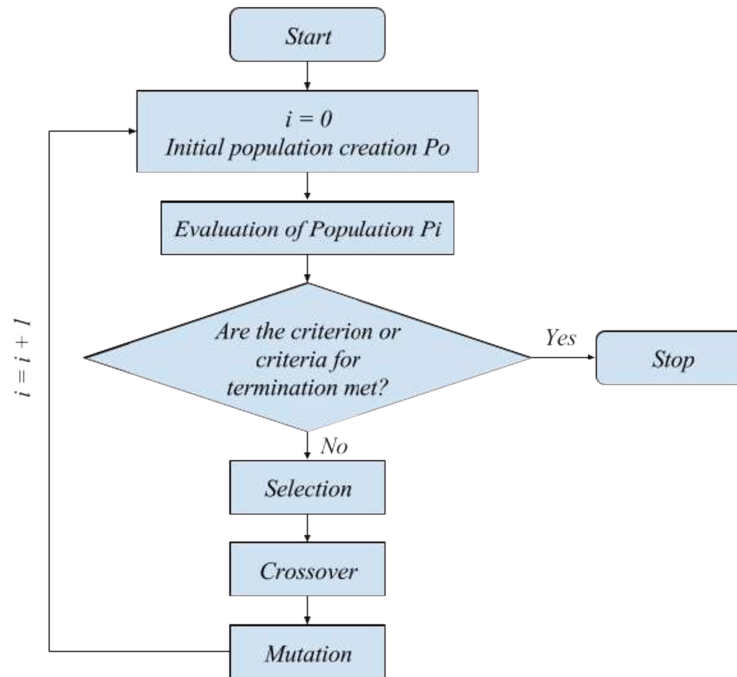 Start
i = 0
Initial population creation Po
Evaluation of Population Pi
Are the criterion or
criteria for
termination met?
Yes
Stop
No
Selection
Crossover
Mutation
i = i + 1